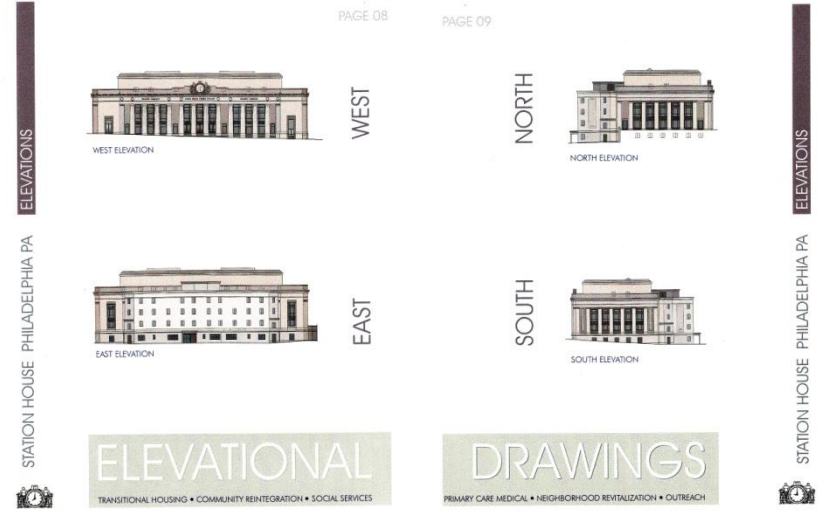 PAGE 08
ELEVATIONS
STATION HOUSE PHILADELPHIA PA
WEST
WEST ELEVATION
EAST
EAST ELEVATION
ELEVATIONAL
TRANSITIONAL HOUSING • COMMUNITY REINTEGRATION • SOCIAL SERVICES
PAGE 09
NORTH
NORTH ELEVATION
SOUTH
SOUTH ELEVATION
DRAWINGS
PRIMARY CARE MEDICAL • NEIGHBORHOOD REVITALIZATION • OUTREACH
ELEVATIONS
STATION HOUSE PHILADELPHIA PA